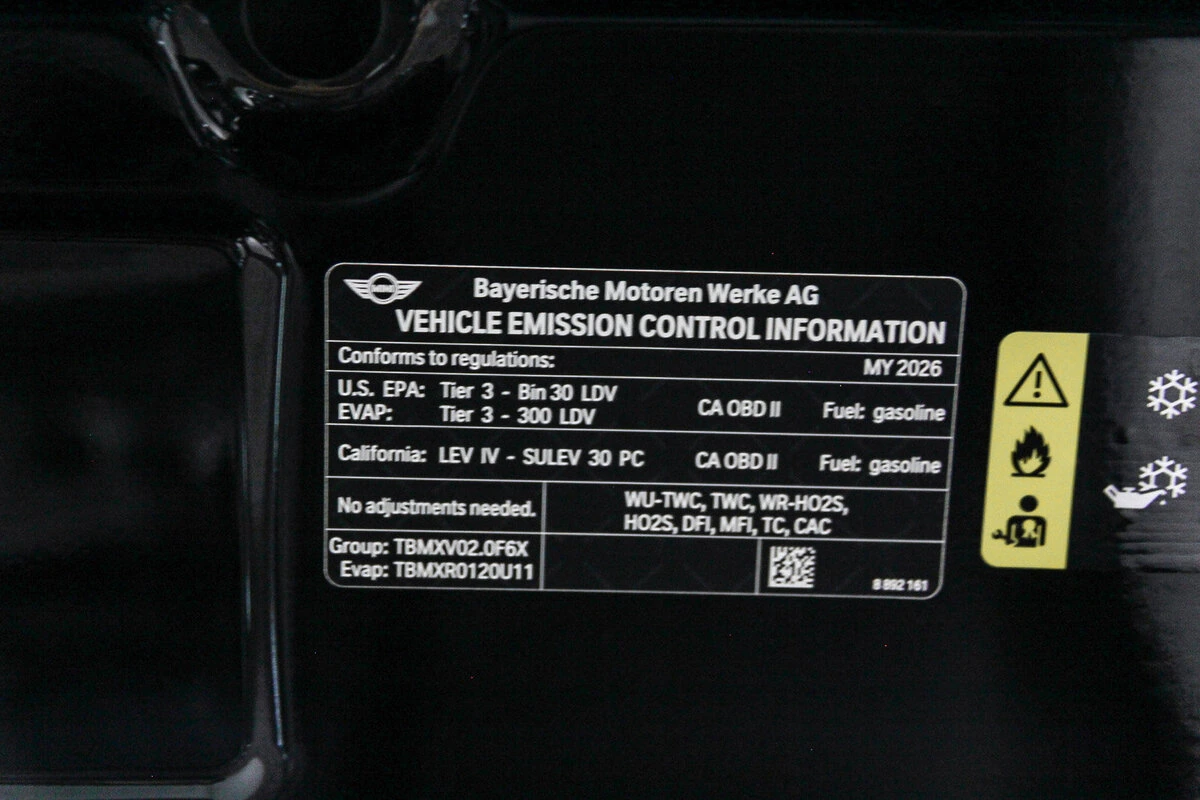 MINI
Bayerische Motoren Werke AG
VEHICLE EMISSION CONTROL INFORMATION
Conforms to regulations: MY 2026
U.S. EPA: Tier 3 - Bin 30 LDV
EVAP: Tier 3 - 300 LDV
CA OBD II Fuel: gasoline
California: LEV IV - SULEV 30 PC CA OBD II Fuel: gasoline
No adjustments needed.
WU-TWC, TWC, WR-HO2S,
HO2S, DFI, MFI, TC, CAC
Group: TBMXV02.0F6X
Evap: TBMXR0120U11
8 892 161